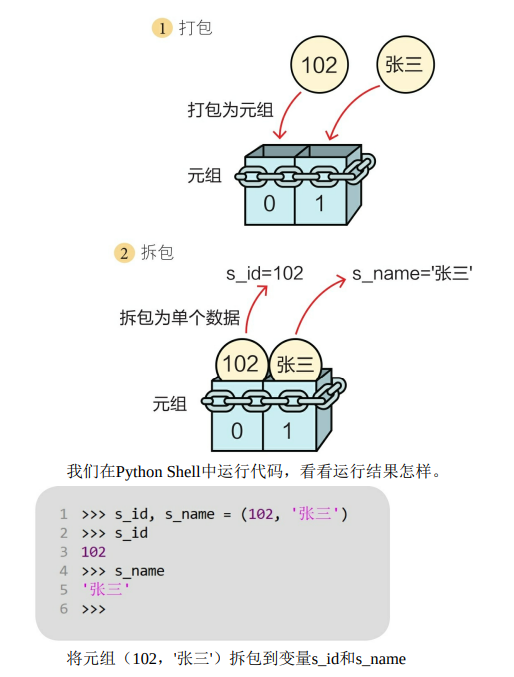 1 打包
102 张三
打包为元组
元组
0 1
2 拆包
s_id=102 s_name='张三'
拆包为单个数据
102 张三
元组
0 1
我们在Python Shell中运行代码，看看运行结果怎样。
1 >>> s_id, s_name = (102, '张三')
2 >>> s_id
3 102
4 >>> s_name
5 '张三'
6 >>>
将元组（102，'张三'）拆包到变量s_id和s_name